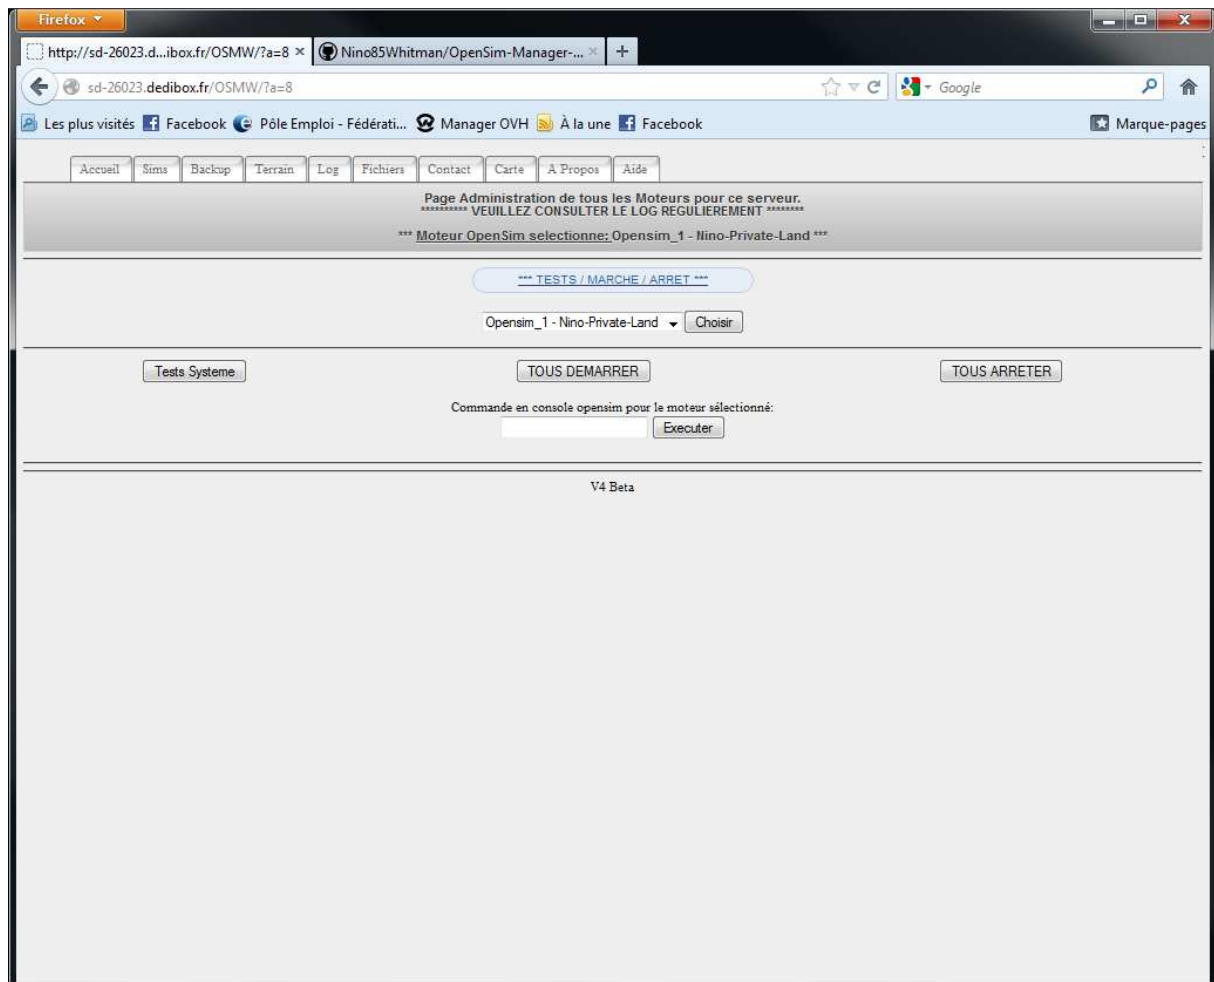 Firefox
http://sd-26023.d...ibox.fr/OSMW/?a=8 Nino85Whitman/OpenSim-Manager-...
sd-26023.dedibox.fr/OSMW/?a=8 Google
Les plus visités Facebook Pôle Emploi - Fédérati... Manager OVH À la une Facebook Marque-pages
Accueil Sims Backup Terrain Log Fichiers Contact Carte A Propos Aide
Page Administration de tous les Moteurs pour ce serveur.
********** VEUILLEZ CONSULTER LE LOG REGULIEREMENT ********
*** Moteur OpenSim selectionne: Opensim_1 - Nino-Private-Land ***
*** TESTS / MARCHE / ARRET ***
Opensim_1 - Nino-Private-Land Choisir
Tests Systeme TOUS DEMARRER TOUS ARRETER
Commande en console opensim pour le moteur sélectionné:
Executer
V4 Beta